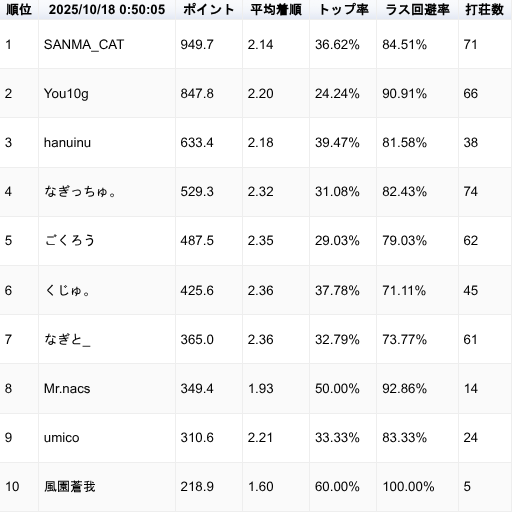 順位 2025/10/18 0:50:05 ポイント 平均着順 トップ率 ラス回避率 打荘数
1 SANMA_CAT 949.7 2.14 36.62% 84.51% 71
2 You10g 847.8 2.20 24.24% 90.91% 66
3 hanuinu 633.4 2.18 39.47% 81.58% 38
4 なぎっちゅ。 529.3 2.32 31.08% 82.43% 74
5 ごくろう 487.5 2.35 29.03% 79.03% 62
6 くじゅ。 425.6 2.36 37.78% 71.11% 45
7 なぎと_ 365.0 2.36 32.79% 73.77% 61
8 Mr.nacs 349.4 1.93 50.00% 92.86% 14
9 umico 310.6 2.21 33.33% 83.33% 24
10 風園蒼我 218.9 1.60 60.00% 100.00% 5